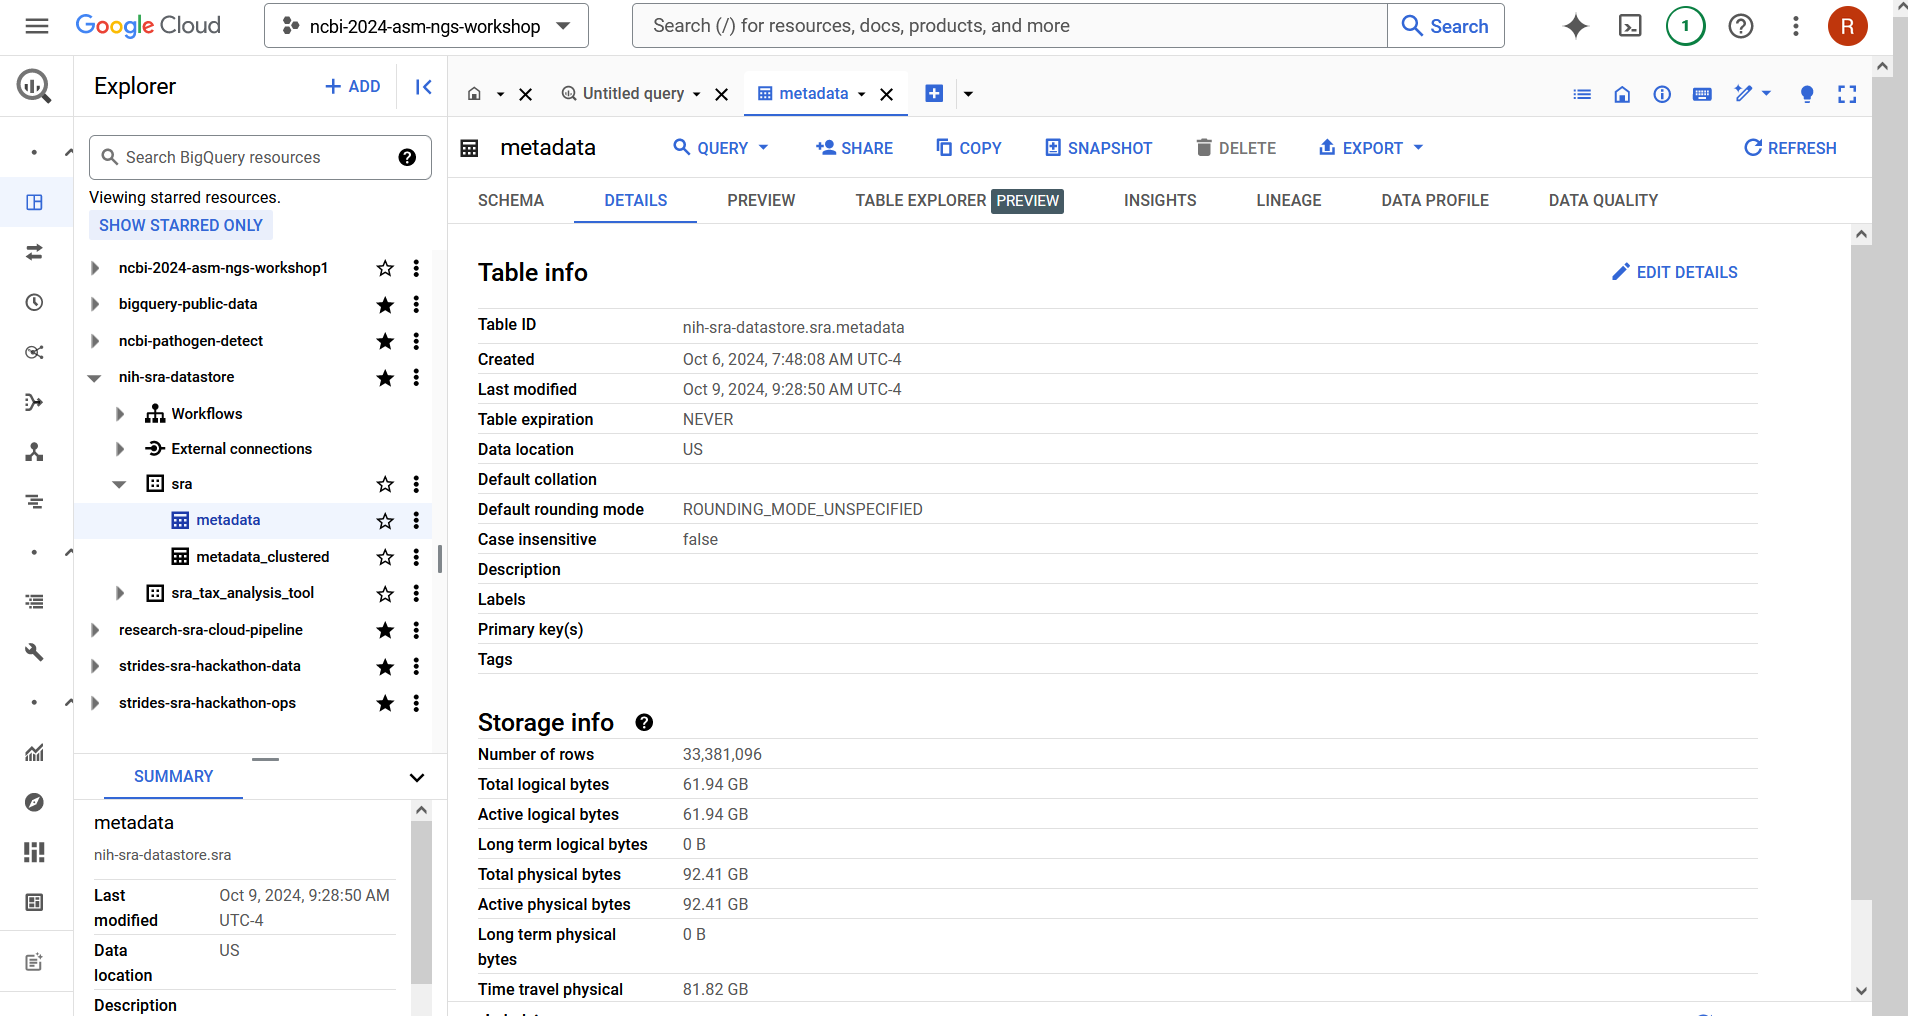 Google Cloud
ncbi-2024-asm-ngs-workshop
Search (/) for resources, docs, products, and more
Search
1
R
Explorer
+ ADD
Untitled query
metadata
Search BigQuery resources
Viewing starred resources.
SHOW STARRED ONLY
ncbi-2024-asm-ngs-workshop1
bigquery-public-data
ncbi-pathogen-detect
nih-sra-datastore
Workflows
External connections
sra
metadata
metadata_clustered
sra_tax_analysis_tool
research-sra-cloud-pipeline
strides-sra-hackathon-data
strides-sra-hackathon-ops
SUMMARY
metadata
nih-sra-datastore.sra
Last modified Oct 9, 2024, 9:28:50 AM UTC-4
Data location US
Description
metadata
QUERY
SHARE
COPY
SNAPSHOT
DELETE
EXPORT
REFRESH
SCHEMA
DETAILS
PREVIEW
TABLE EXPLORER PREVIEW
INSIGHTS
LINEAGE
DATA PROFILE
DATA QUALITY
Table info
EDIT DETAILS
Table ID nih-sra-datastore.sra.metadata
Created Oct 6, 2024, 7:48:08 AM UTC-4
Last modified Oct 9, 2024, 9:28:50 AM UTC-4
Table expiration NEVER
Data location US
Default collation
Default rounding mode ROUNDING_MODE_UNSPECIFIED
Case insensitive false
Description
Labels
Primary key(s)
Tags
Storage info
Number of rows 33,381,096
Total logical bytes 61.94 GB
Active logical bytes 61.94 GB
Long term logical bytes 0 B
Total physical bytes 92.41 GB
Active physical bytes 92.41 GB
Long term physical bytes 0 B
Time travel physical 81.82 GB